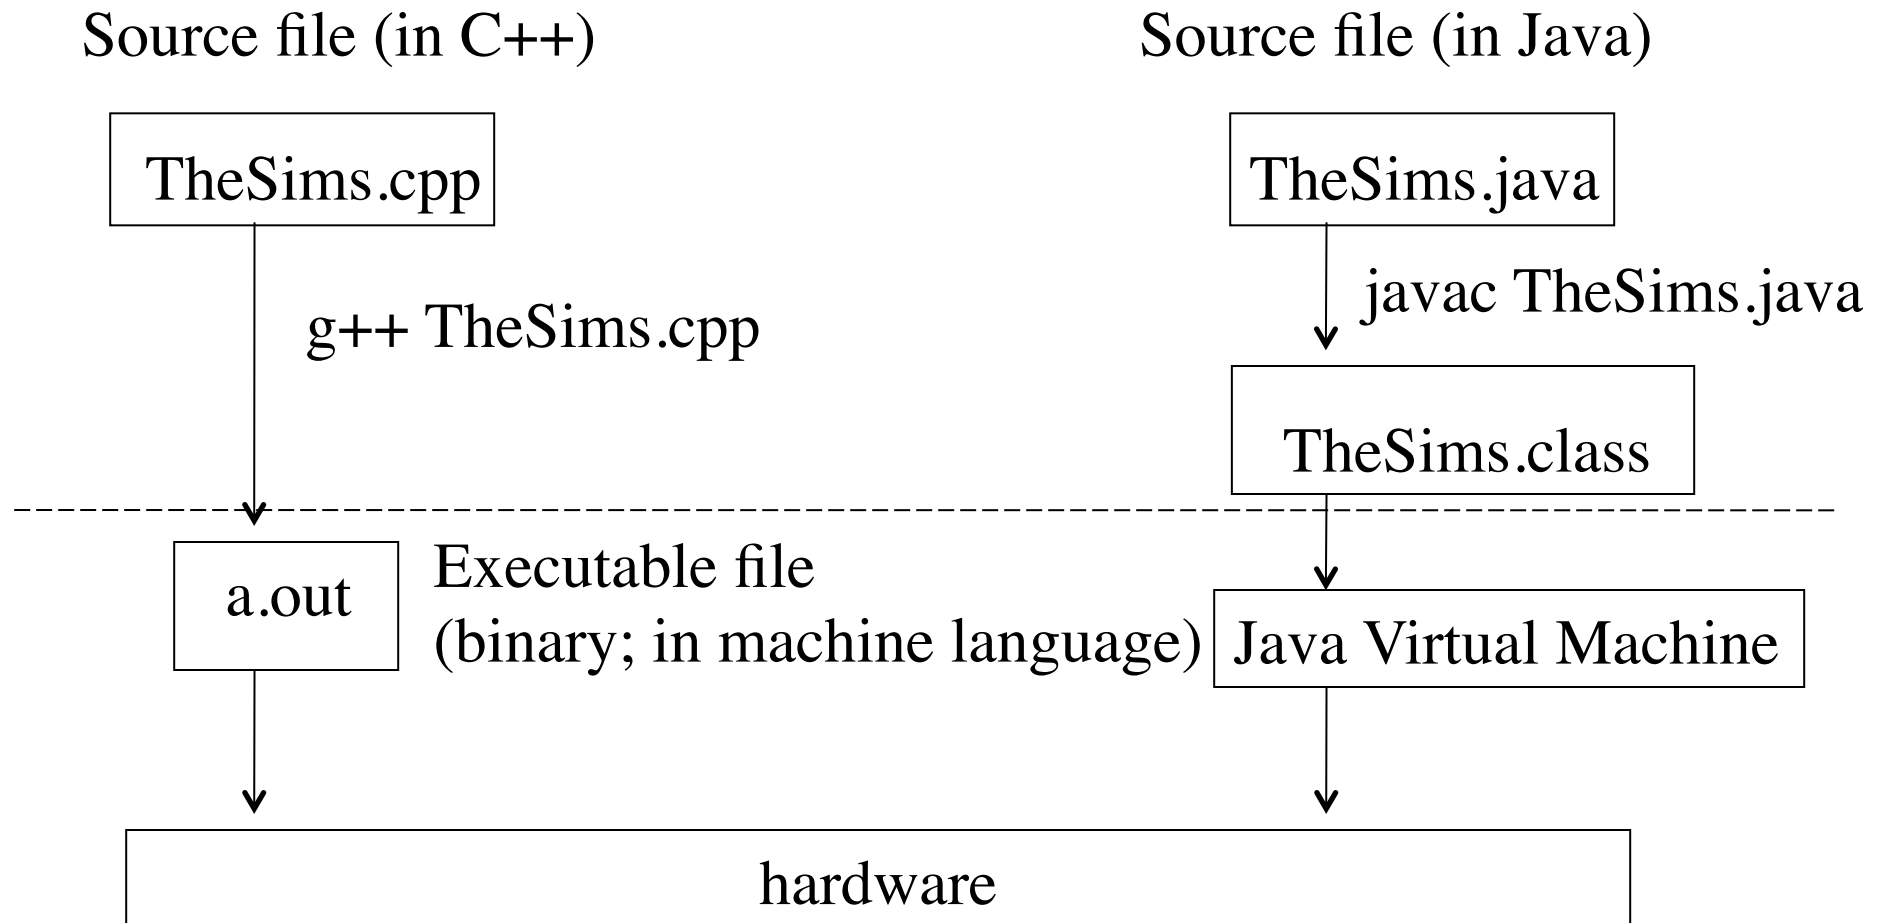 Source file (in C++)
Source file (in Java)
TheSims.cpp
TheSims.java
g++ TheSims.cpp
javac TheSims.java
TheSims.class
a.out
Executable file
(binary; in machine language)
Java Virtual Machine
hardware